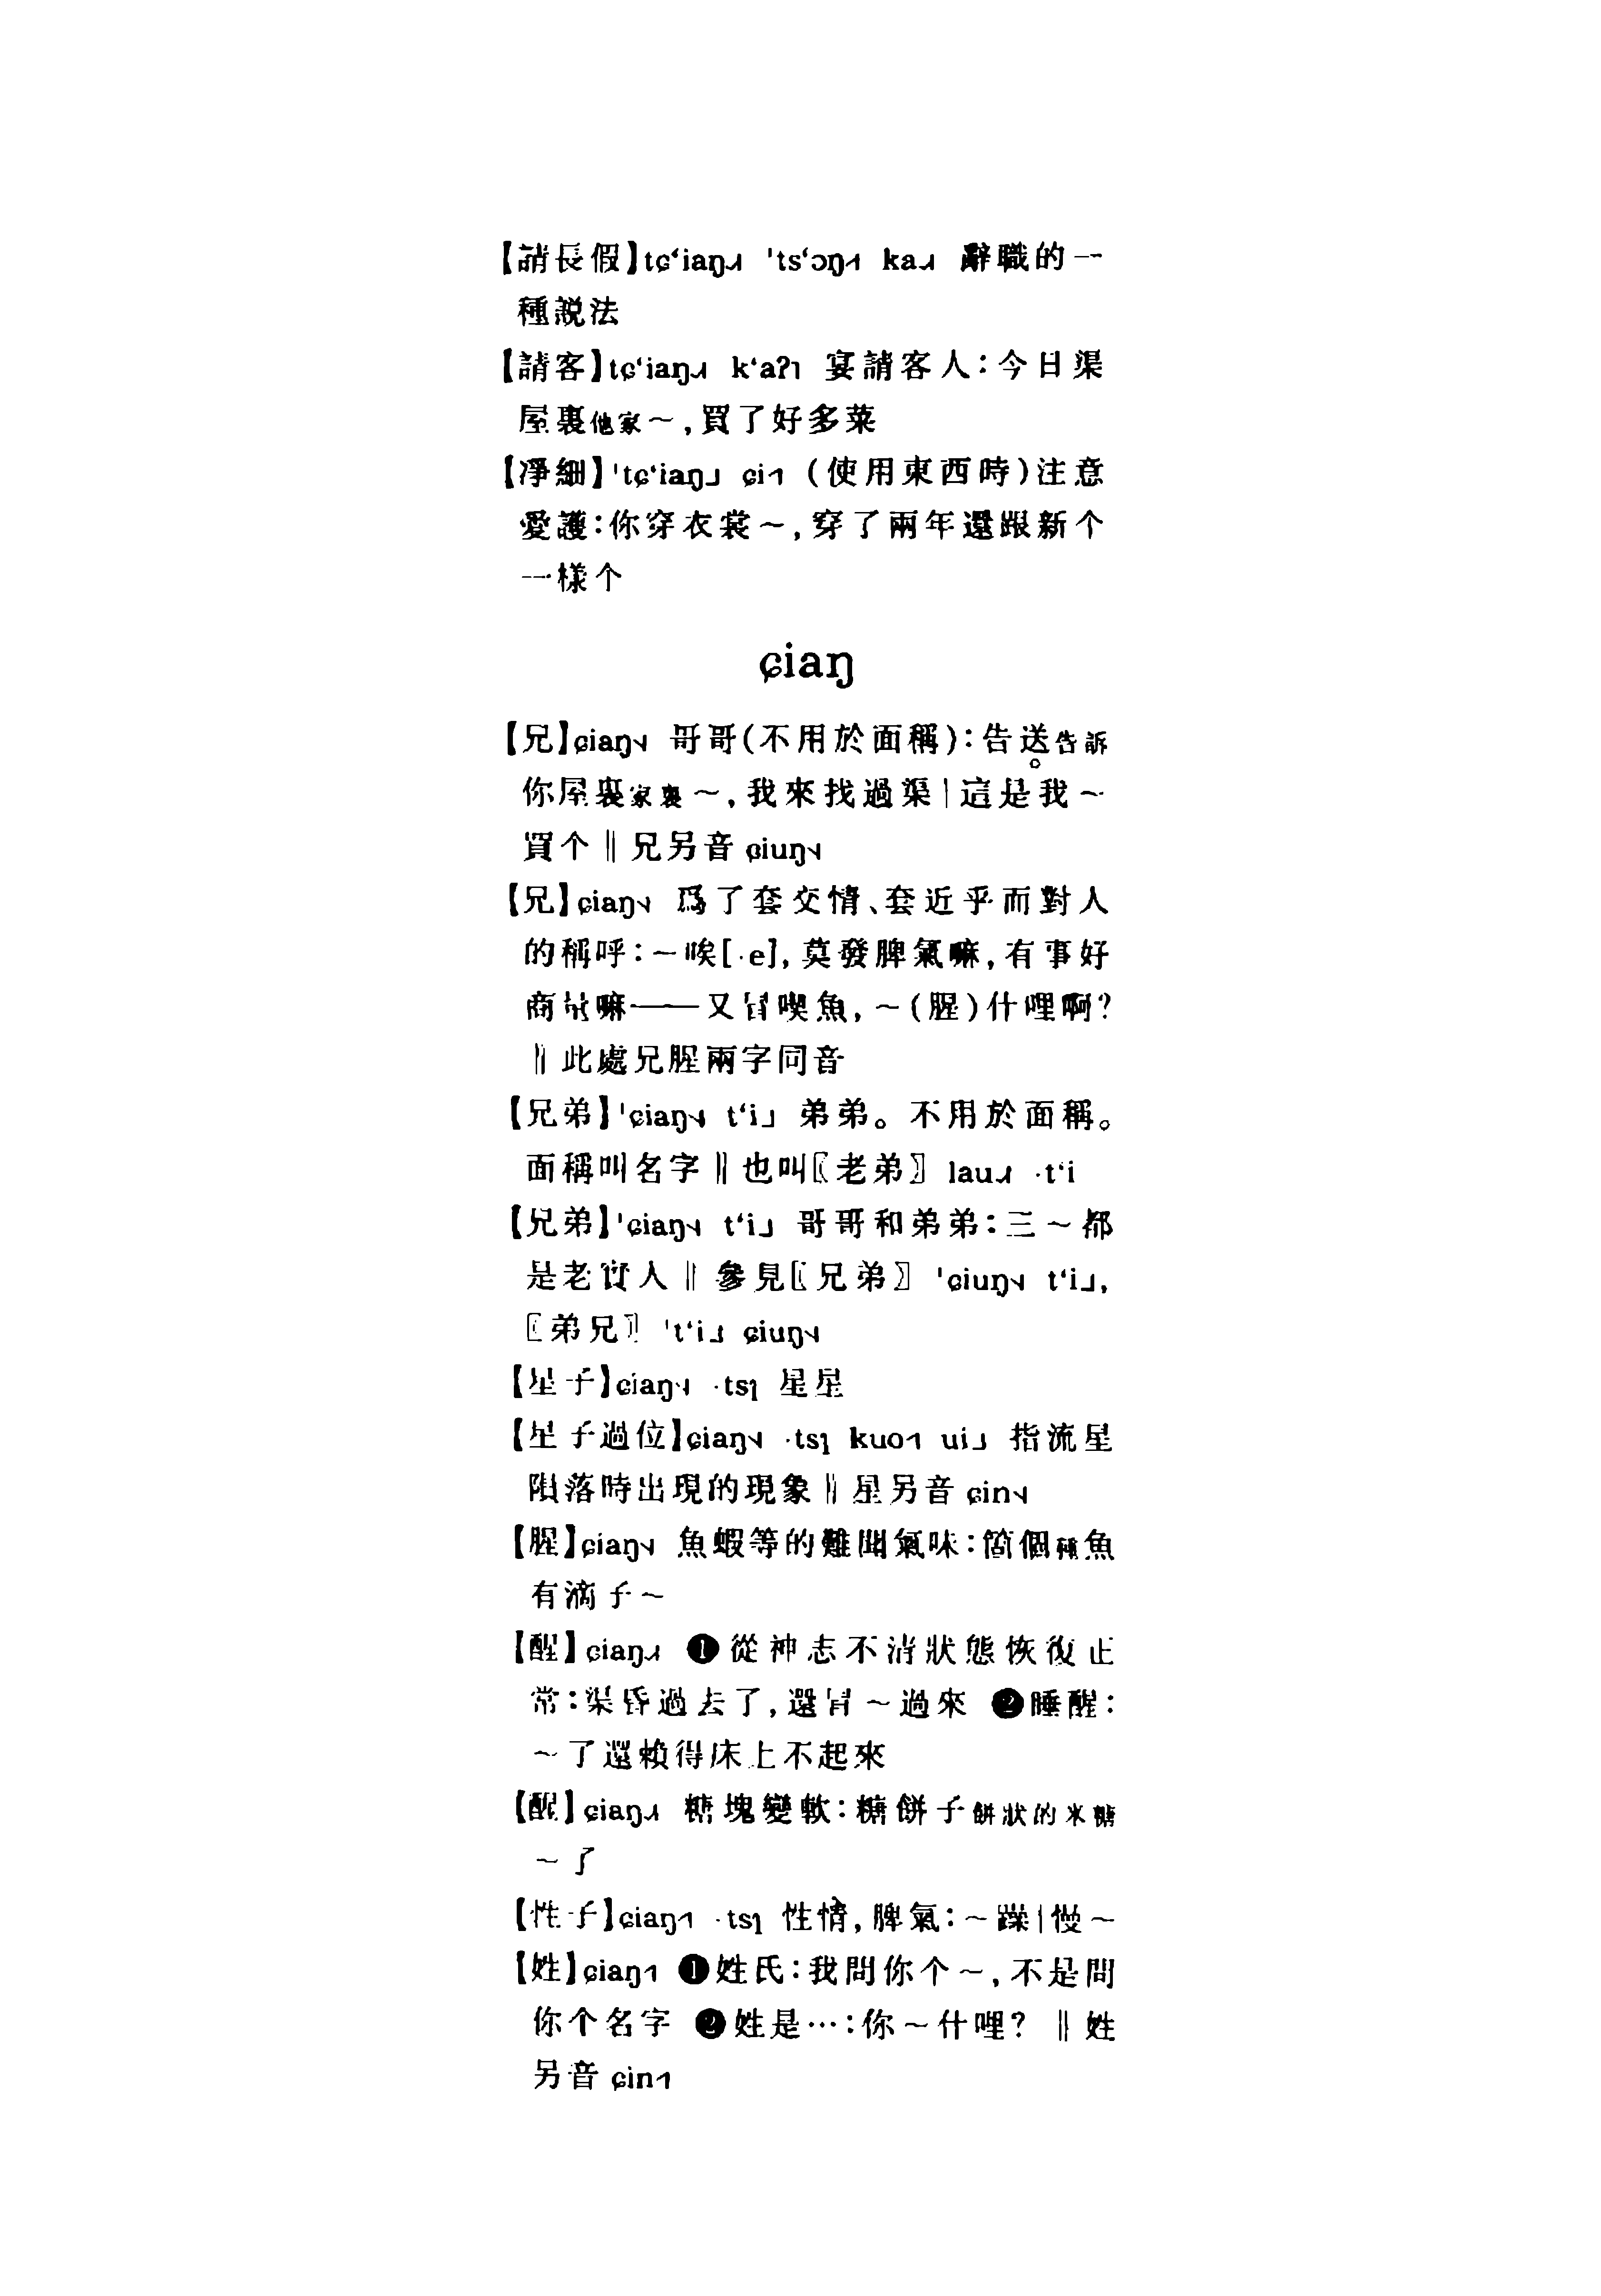 【請長假】tɕ‘iaŋ˨˩˧ ˈts‘ɔŋ ka 辭職的一
種説法
【請客】tɕ‘iaŋ k‘aʔ 宴請客人：今日渠
屋裏他家～，買了好多菜
【凈細】ˈtɕ‘iaŋ˩ ɕi （使用東西時）注意
愛護：你穿衣裳～，穿了兩年還跟新个
一樣个
ɕiaŋ
【兄】ɕiaŋ 哥哥（不用於面稱）：告送。告訴
你屋裏家裏～，我來找過渠｜這是我～
買个‖兄另音 ɕiuŋ
【兄】ɕiaŋ 爲了套交情、套近乎而對人
的稱呼：～唉[·e]，莫發脾氣嘛，有事好
商量嘛——又冒喫魚，～（腥）什哩啊？
‖此處兄腥兩字同音
【兄弟】ˈɕiaŋ t‘i˩ 弟弟。不用於面稱。
面稱叫名字‖也叫〖老弟〗lau ·t‘i
【兄弟】ˈɕiaŋ t‘i˩ 哥哥和弟弟：三～都
是老實人‖參見〖兄弟〗ˈɕiuŋ t‘i˩，
〖弟兄〗ˈt‘i˩ ɕiuŋ
【星子】ɕiaŋ ·tsɿ 星星
【星子過位】ɕiaŋ ·tsɿ kuo ui˩ 指流星
隕落時出現的現象‖星另音 ɕin
【腥】ɕiaŋ 魚蝦等的難聞氣味：箇個種魚
有滴子～
【醒】ɕiaŋ ❶從神志不清狀態恢復正
常：渠昏過去了，還冒～過來 ❷睡醒：
～了還賴得床上不起來
【醒】ɕiaŋ 糖塊變軟：糖餅子餅狀的米糖
～了
【性子】ɕiaŋ ·tsɿ 性情，脾氣：～躁｜慢～
【姓】ɕiaŋ ❶姓氏：我問你个～，不是問
你个名字 ❷姓是…：你～什哩？ ‖姓
另音 ɕin